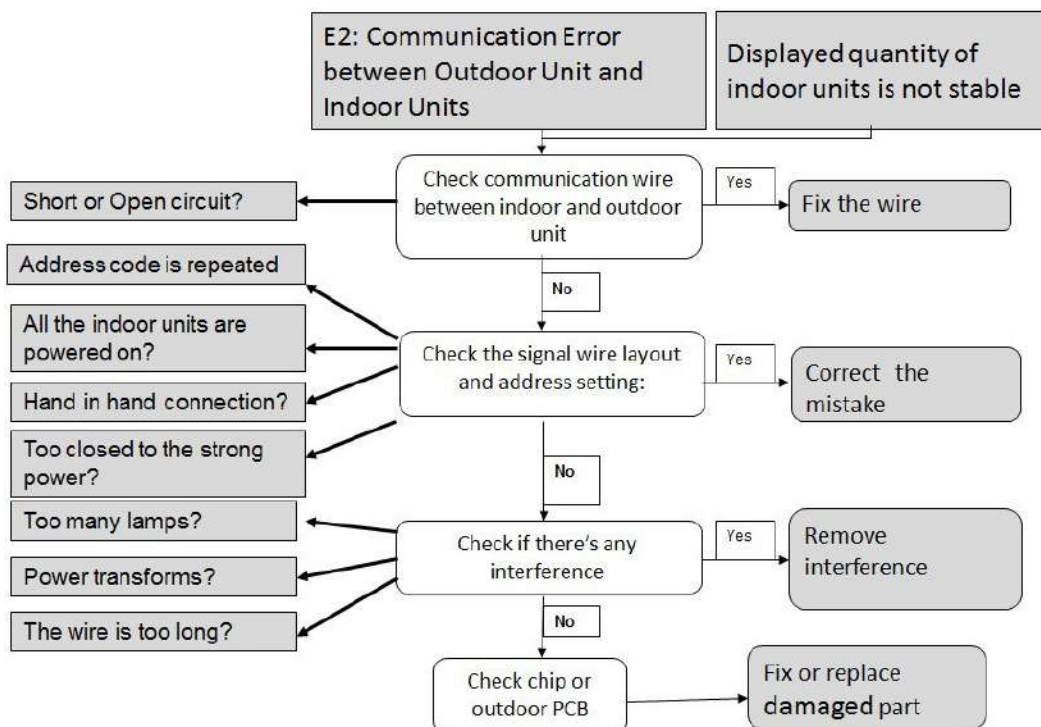 E2: Communication Error
between Outdoor Unit and
Indoor Units
Displayed quantity of
indoor units is not stable
Check communication wire
between indoor and outdoor
unit
Yes
Fix the wire
Short or Open circuit?
No
Address code is repeated
All the indoor units are
powered on?
Hand in hand connection?
Too closed to the strong
power?
Check the signal wire layout
and address setting:
Yes
Correct the
mistake
No
Too many lamps?
Power transforms?
The wire is too long?
Check if there's any
interference
Yes
Remove
interference
No
Check chip or
outdoor PCB
Fix or replace
damaged part